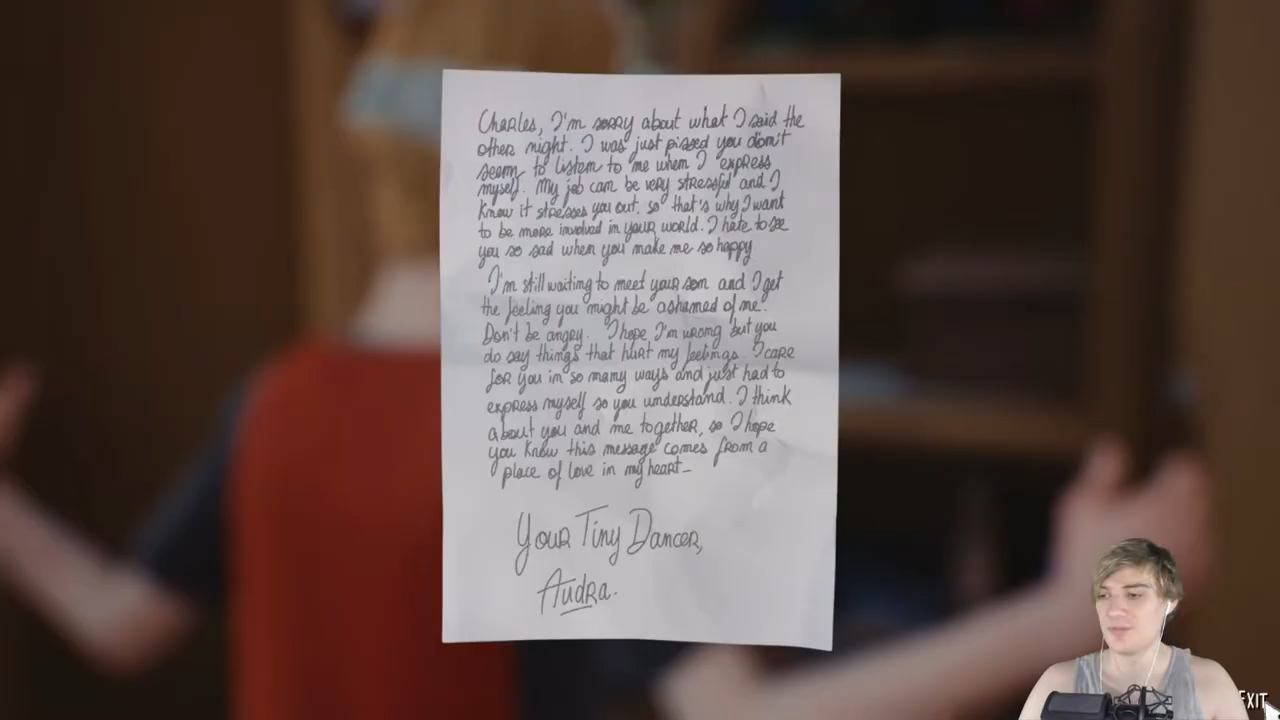 Charles, I'm sorry about what I said the
other night. I was just pissed you don't
seem to listen to me when I express
myself. My job can be very stressful and I
know it stresses you out, so that's why I want
to be more involved in your world. I hate to see
you so sad when you make me so happy
I'm still waiting to meet your son and I get
the feeling you might be ashamed of me.
Don't be angry. I hope I'm wrong but you
do say things that hurt my feelings. I care
for you in so many ways and just had to
express myself so you understand. I think
about you and me together, so I hope
you know this message comes from a
place of love in my heart_
Your Tiny Dancer,
Audra.
EXIT